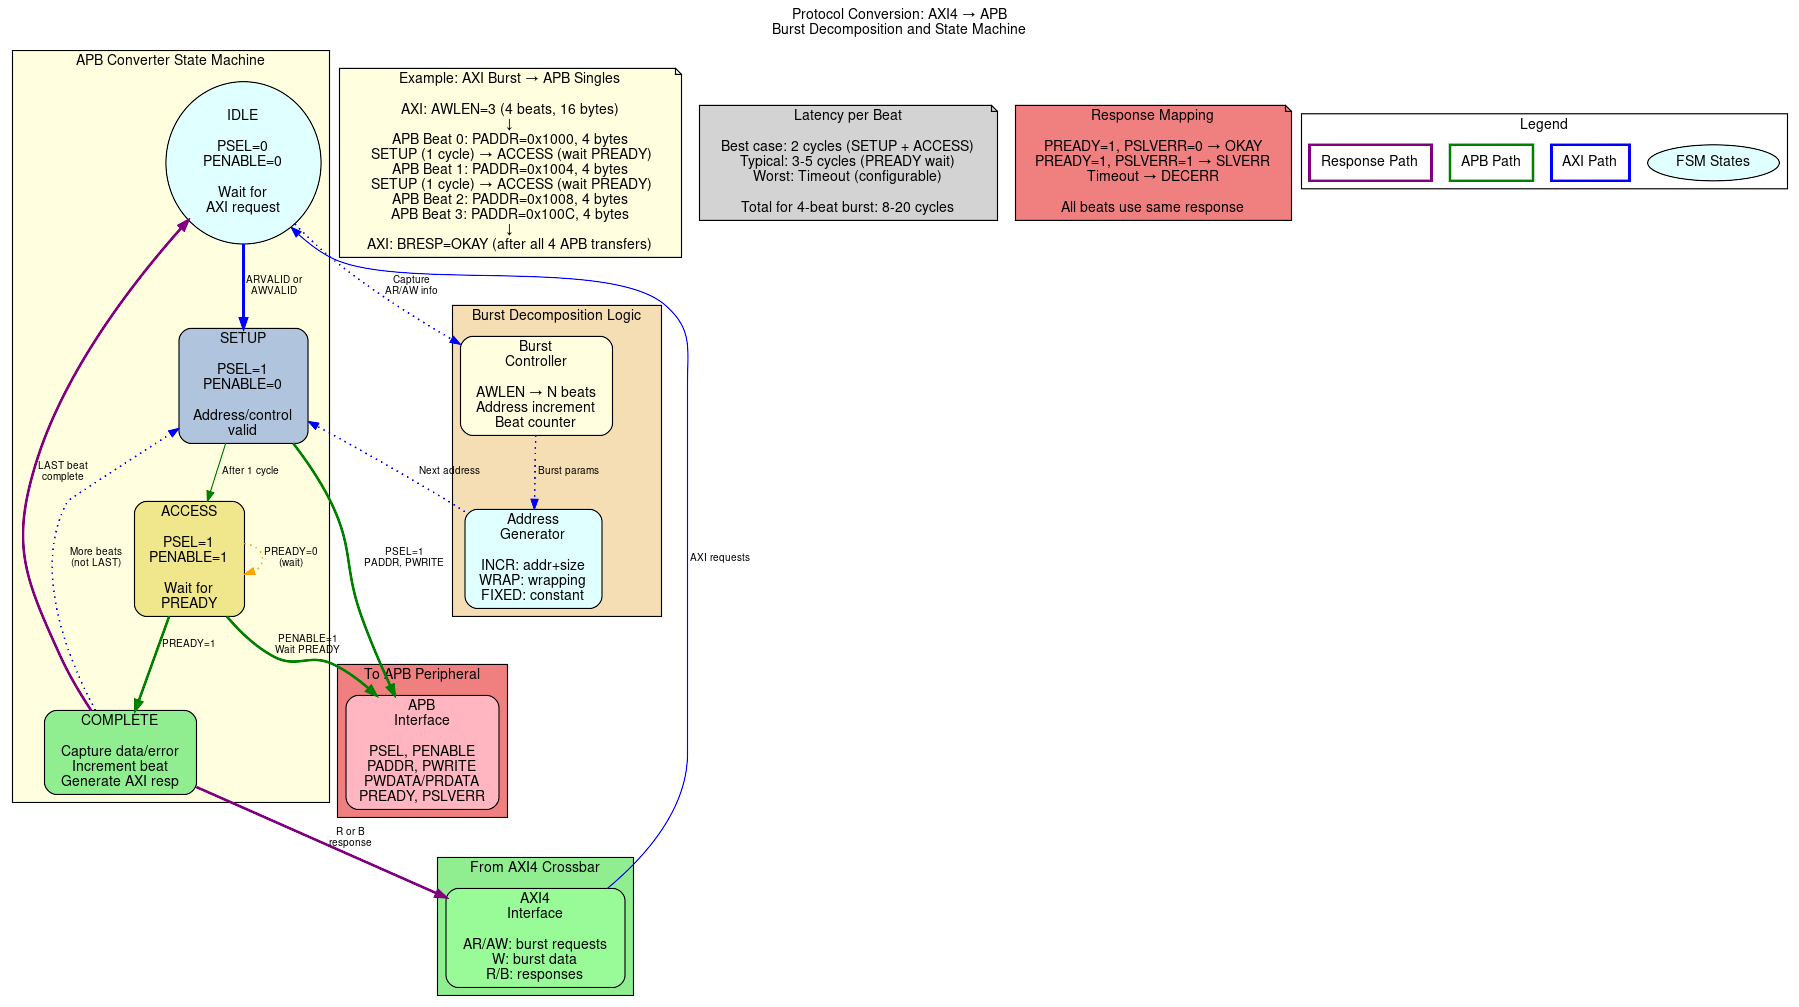 Protocol Conversion: AXI4 → APB
Burst Decomposition and State Machine
APB Converter State Machine
IDLE
PSEL=0
PENABLE=0
Wait for
AXI request
ARVALID or
AWVALID
SETUP
PSEL=1
PENABLE=0
Address/control
valid
After 1 cycle
LAST beat
complete
ACCESS
PSEL=1
PENABLE=1
Wait for
PREADY
PREADY=0
(wait)
More beats
(not LAST)
PREADY=1
COMPLETE
Capture data/error
Increment beat
Generate AXI resp
Example: AXI Burst → APB Singles
AXI: AWLEN=3 (4 beats, 16 bytes)
↓
APB Beat 0: PADDR=0x1000, 4 bytes
SETUP (1 cycle) → ACCESS (wait PREADY)
APB Beat 1: PADDR=0x1004, 4 bytes
SETUP (1 cycle) → ACCESS (wait PREADY)
APB Beat 2: PADDR=0x1008, 4 bytes
APB Beat 3: PADDR=0x100C, 4 bytes
↓
AXI: BRESP=OKAY (after all 4 APB transfers)
Latency per Beat
Best case: 2 cycles (SETUP + ACCESS)
Typical: 3-5 cycles (PREADY wait)
Worst: Timeout (configurable)
Total for 4-beat burst: 8-20 cycles
Response Mapping
PREADY=1, PSLVERR=0 → OKAY
PREADY=1, PSLVERR=1 → SLVERR
Timeout → DECERR
All beats use same response
Legend
Response Path
APB Path
AXI Path
FSM States
Capture
AR/AW info
Burst Decomposition Logic
Burst
Controller
AWLEN → N beats
Address increment
Beat counter
Next address
Burst params
Address
Generator
INCR: addr+size
WRAP: wrapping
FIXED: constant
PSEL=1
PADDR, PWRITE
AXI requests
PENABLE=1
Wait PREADY
To APB Peripheral
APB
Interface
PSEL, PENABLE
PADDR, PWRITE
PWDATA/PRDATA
PREADY, PSLVERR
R or B
response
From AXI4 Crossbar
AXI4
Interface
AR/AW: burst requests
W: burst data
R/B: responses